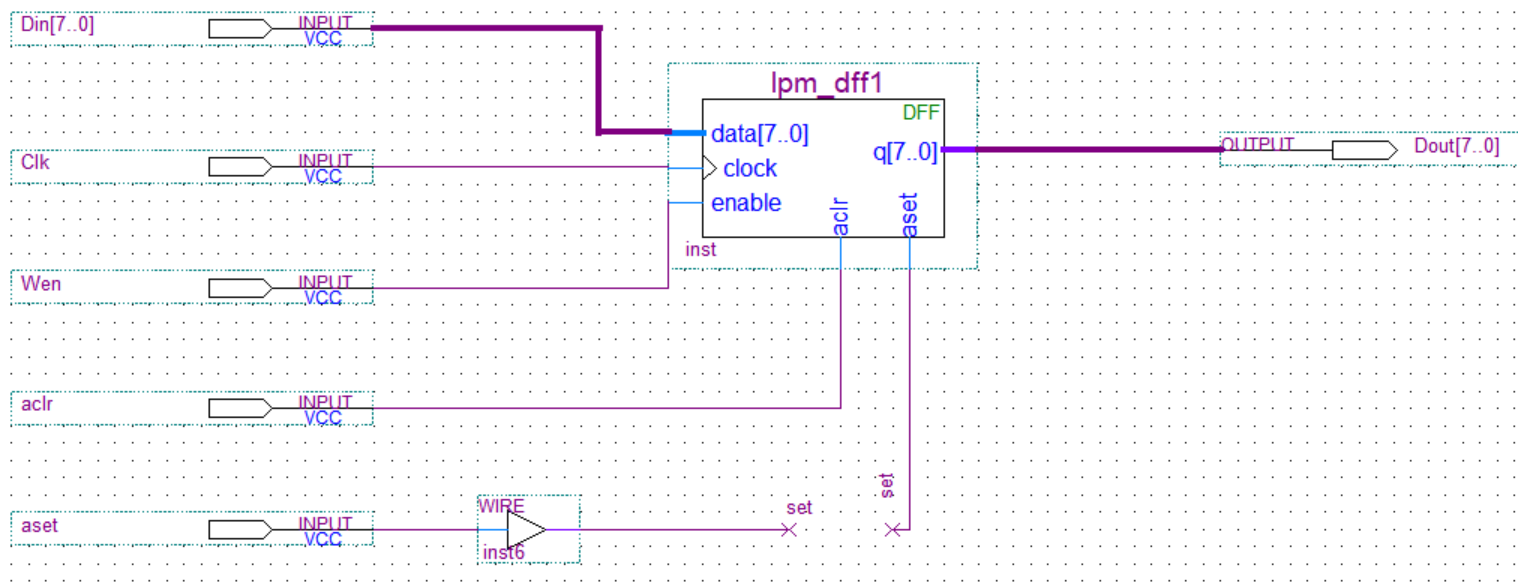 Din[7..0]
INPUT
VCC
lpm_dff1
DFF
data[7..0]
q[7..0]
OUTPUT
Dout[7..0]
Clk
INPUT
VCC
clock
enable
aclr
aset
inst
Wen
INPUT
VCC
aclr
INPUT
VCC
set
WIRE
set
aset
INPUT
VCC
inst6